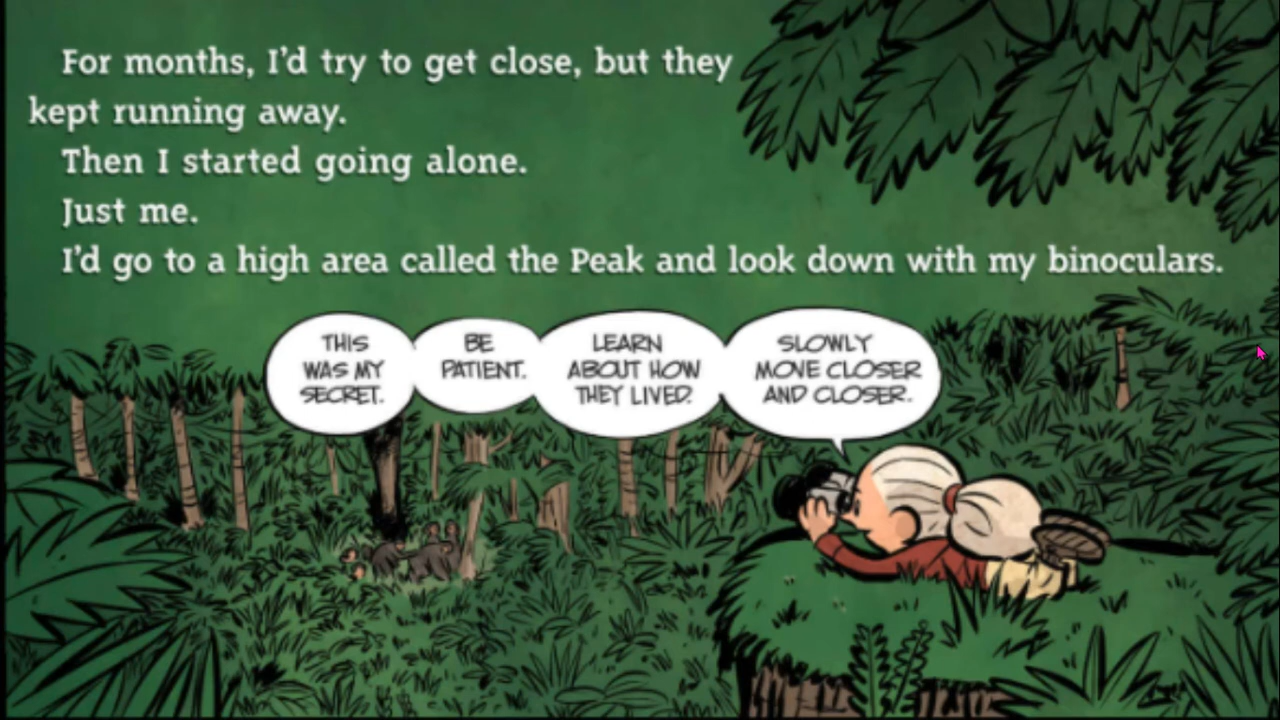 For months, I'd try to get close, but they
kept running away.
Then I started going alone.
Just me.
I'd go to a high area called the Peak and look down with my binoculars.
THIS
WAS MY
SECRET.
BE
PATIENT.
LEARN
ABOUT HOW
THEY LIVED.
SLOWLY
MOVE CLOSER
AND CLOSER.